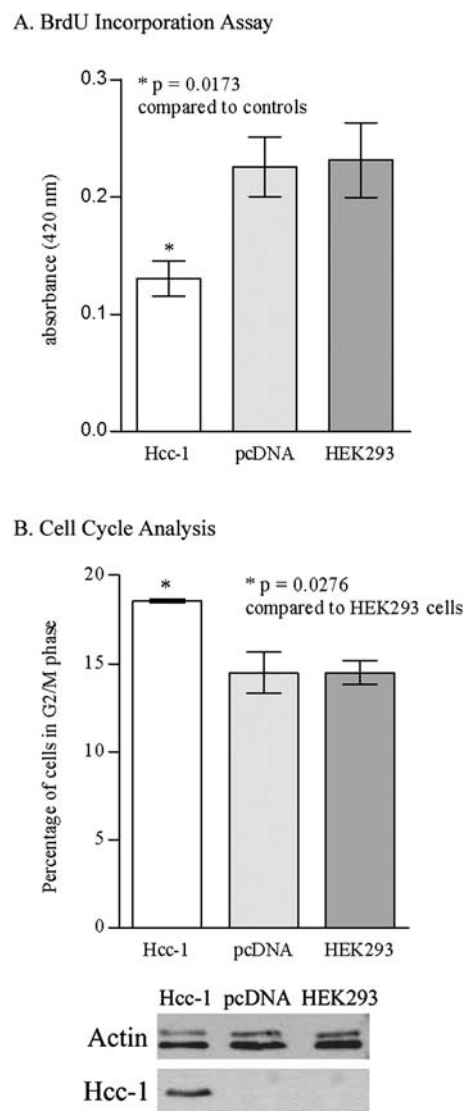 A. BrdU Incorporation Assay
0.3
* p = 0.0173
compared to controls
0.2
*
absorbance (420 nm)
0.1
0.0
Hcc-1 pcDNA HEK293
B. Cell Cycle Analysis
20
*
* p = 0.0276
compared to HEK293 cells
15
Percentage of cells in G2/M phase
10
5
0
Hcc-1 pcDNA HEK293
Hcc-1 pcDNA HEK293
Actin
Hcc-1